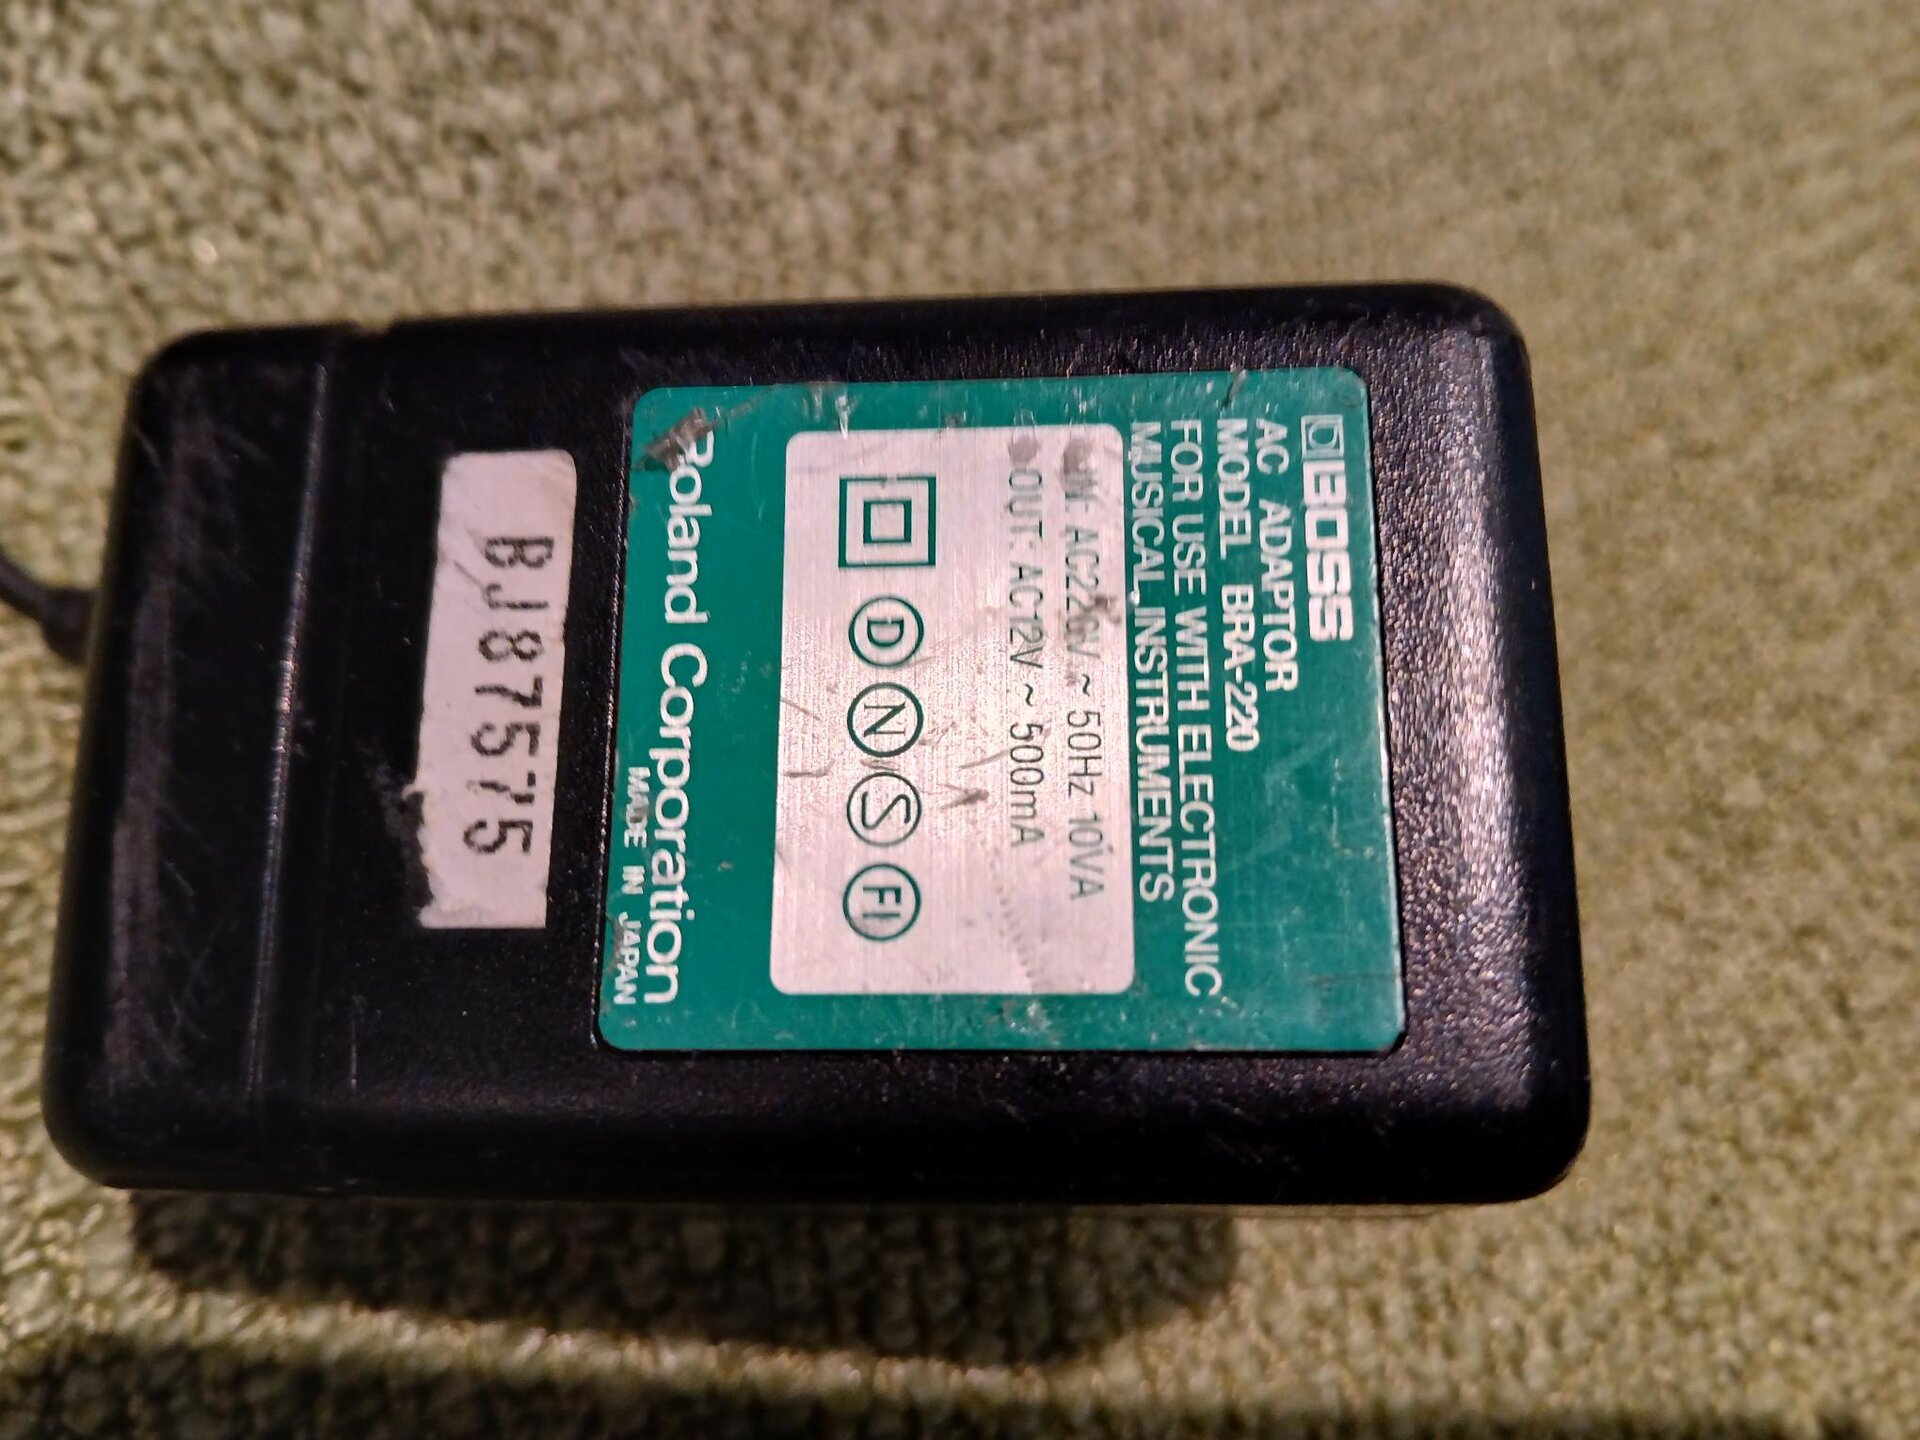 BOSS
AC ADAPTOR
MODEL BRA-220
FOR USE WITH ELECTRONIC
MUSICAL INSTRUMENTS
IN: AC220V ~ 50Hz 10VA
OUT: AC12V ~ 500mA
D N S FI
Roland Corporation
MADE IN JAPAN
BJ87575